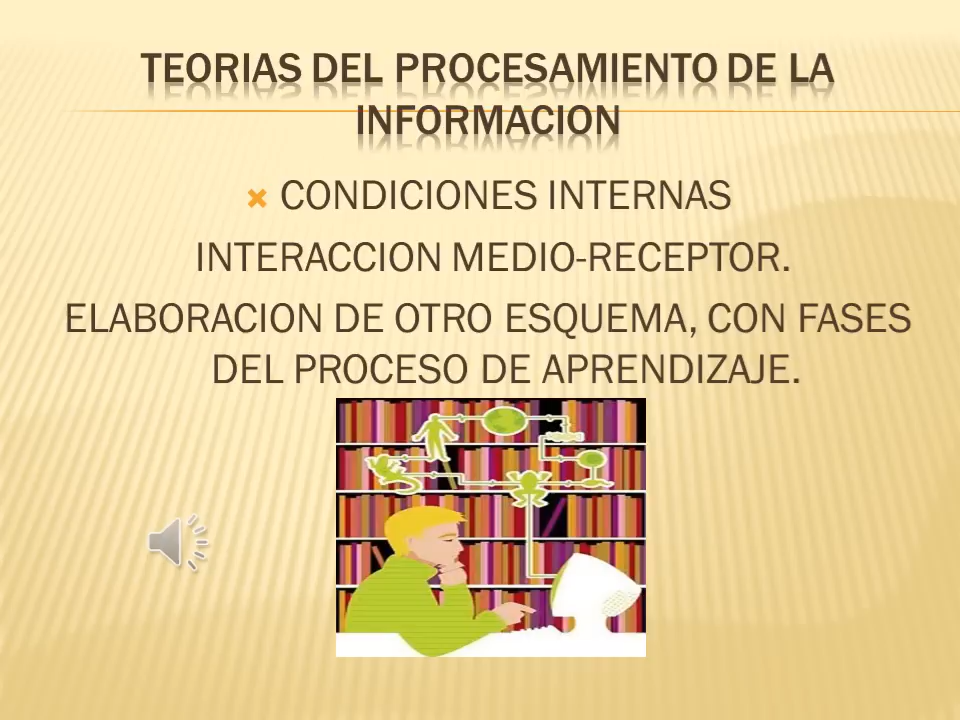 TEORIAS DEL PROCESAMIENTO DE LA
INFORMACION
CONDICIONES INTERNAS
INTERACCION MEDIO-RECEPTOR.
ELABORACION DE OTRO ESQUEMA, CON FASES
DEL PROCESO DE APRENDIZAJE.